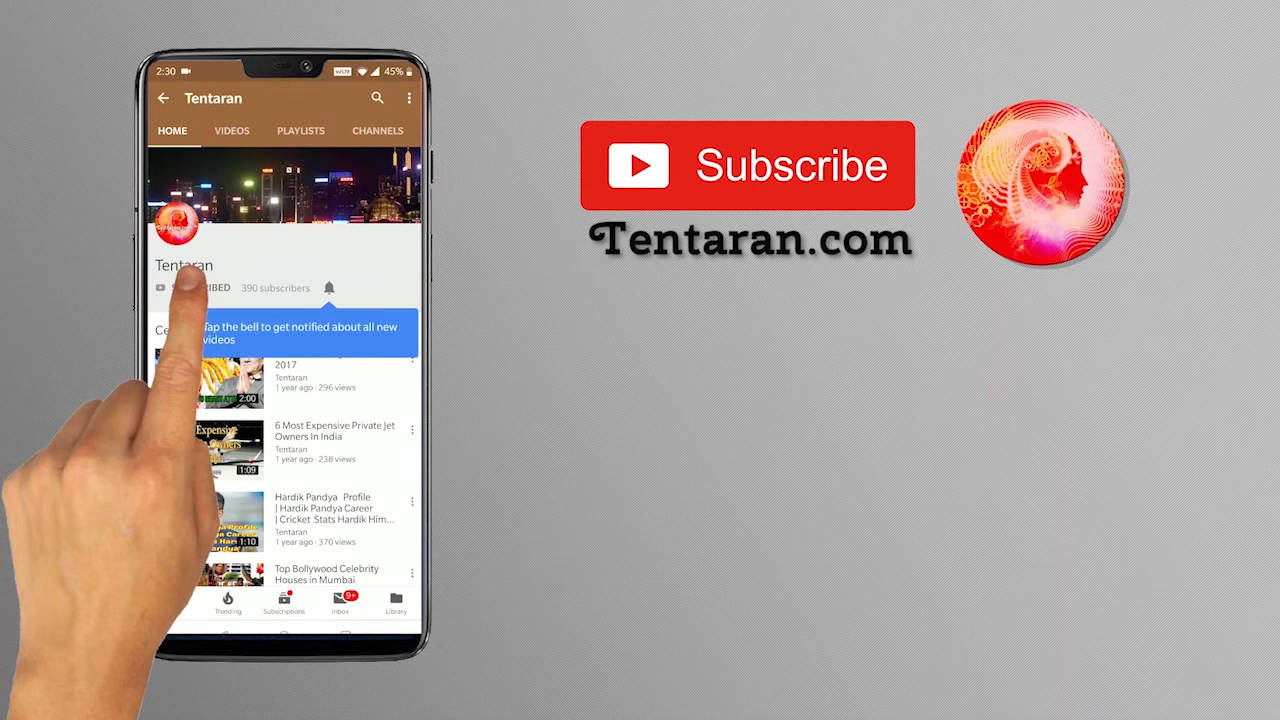 2:30
VoLTE
45%
Tentaran
HOME VIDEOS PLAYLISTS CHANNELS
Tentaran
390 subscribers
Tap the bell to get notified about all new
videos
2017
Tentaran
1 year ago · 296 views
2:00
6 Most Expensive Private Jet
Owners In India
Tentaran
1 year ago · 238 views
Expensive
1:09
Hardik Pandya Profile
| Hardik Pandya Career
| Cricket Stats Hardik Him...
Tentaran
1 year ago · 370 views
1:10
Top Bollywood Celebrity
Houses in Mumbai
Trending
Subscriptions
9+
Inbox
Library
Subscribe
Tentaran.com